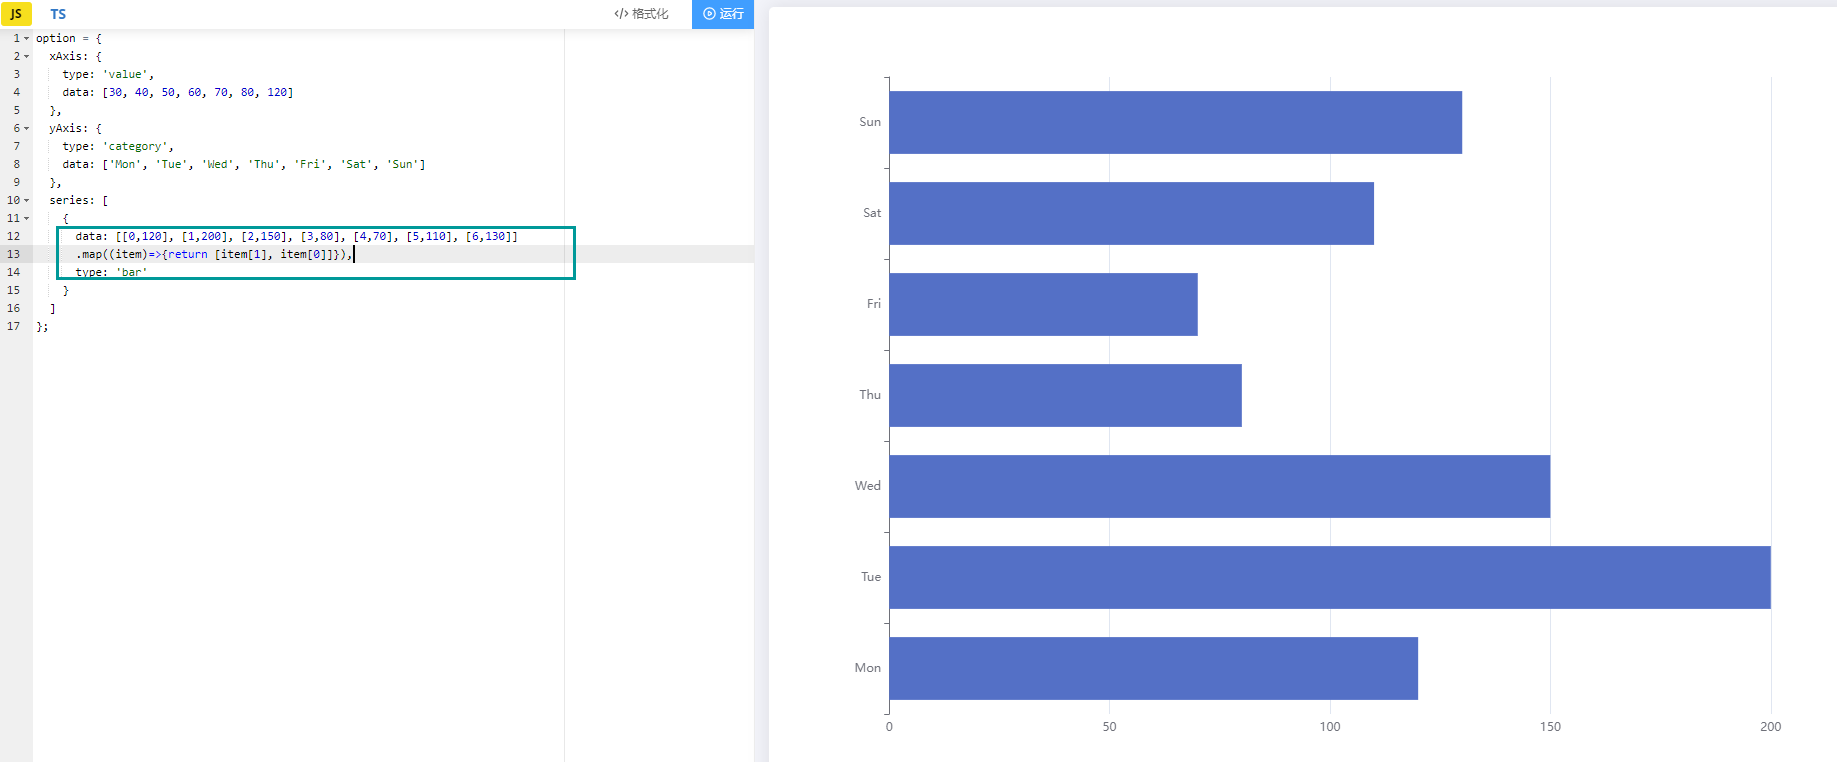 JS TS </> 格式化 运行
1 option = {
2 xAxis: {
3 type: 'value',
4 data: [30, 40, 50, 60, 70, 80, 120]
5 },
6 yAxis: {
7 type: 'category',
8 data: ['Mon', 'Tue', 'Wed', 'Thu', 'Fri', 'Sat', 'Sun']
9 },
10 series: [
11 {
12 data: [[0,120], [1,200], [2,150], [3,80], [4,70], [5,110], [6,130]]
13 .map((item)=>{return [item[1], item[0]]}),
14 type: 'bar'
15 }
16 ]
17 };
Sun
Sat
Fri
Thu
Wed
Tue
Mon
0 50 100 150 200